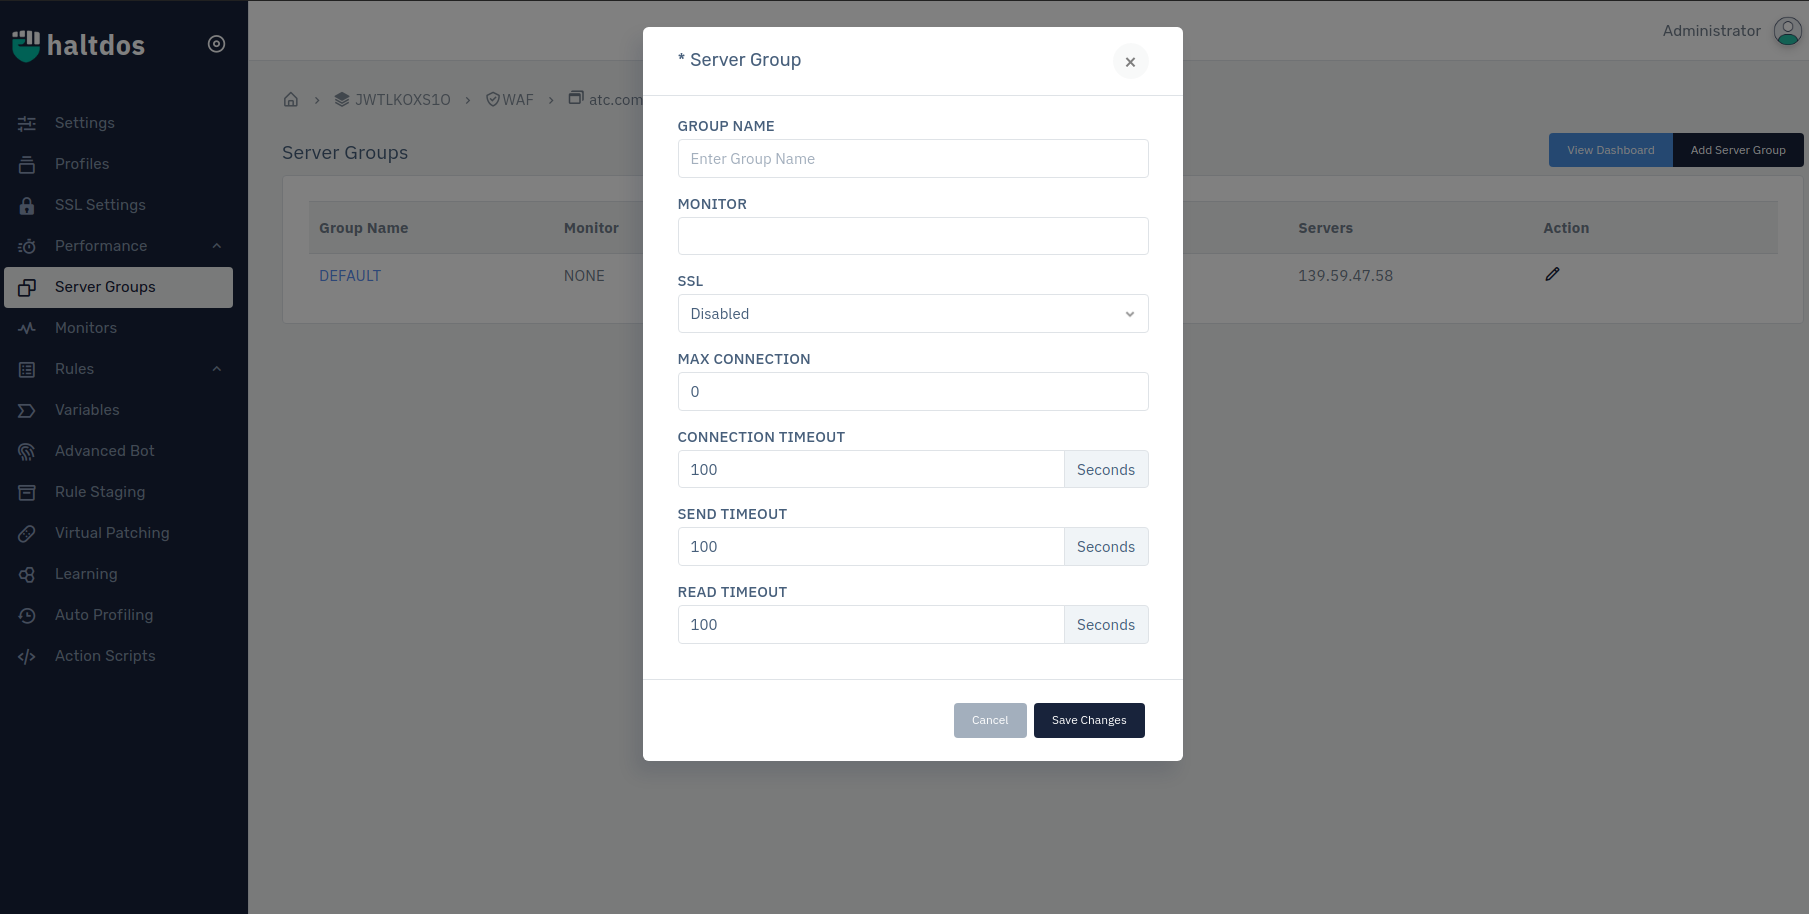 haltdos
Settings
Profiles
SSL Settings
Performance
Server Groups
Monitors
Rules
Variables
Advanced Bot
Rule Staging
Virtual Patching
Learning
Auto Profiling
Action Scripts
Administrator
JWTLKOXS1O
WAF
atc.com
Server Groups
View Dashboard
Add Server Group
Group Name Monitor Servers Action
DEFAULT NONE 139.59.47.58
* Server Group
GROUP NAME
Enter Group Name
MONITOR
SSL
Disabled
MAX CONNECTION
0
CONNECTION TIMEOUT
100 Seconds
SEND TIMEOUT
100 Seconds
READ TIMEOUT
100 Seconds
Cancel Save Changes